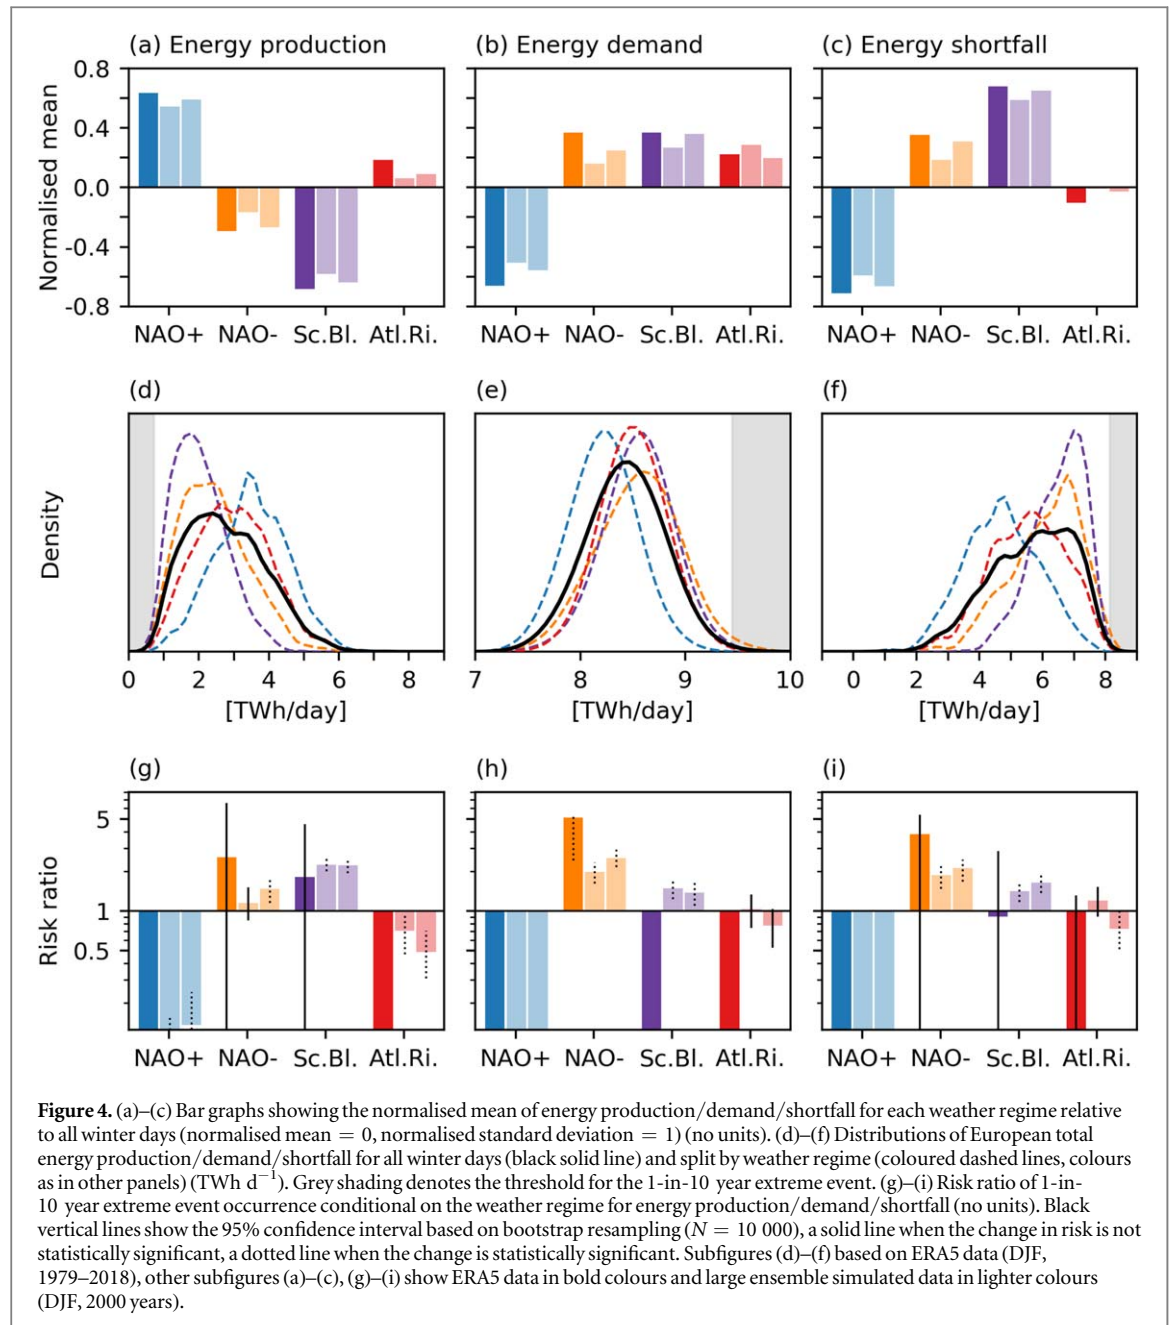 (a) Energy production
(b) Energy demand
(c) Energy shortfall
Normalised mean
0.8
0.4
0.0
-0.4
-0.8
NAO+ NAO- Sc.Bl. Atl.Ri.
NAO+ NAO- Sc.Bl. Atl.Ri.
NAO+ NAO- Sc.Bl. Atl.Ri.
(d)
(e)
(f)
Density
0 2 4 6 8
7 8 9 10
0 2 4 6 8
[TWh/day]
[TWh/day]
[TWh/day]
(g)
(h)
(i)
Risk ratio
5
1
0.5
NAO+ NAO- Sc.Bl. Atl.Ri.
NAO+ NAO- Sc.Bl. Atl.Ri.
NAO+ NAO- Sc.Bl. Atl.Ri.
Figure 4. (a)–(c) Bar graphs showing the normalised mean of energy production/demand/shortfall for each weather regime relative
to all winter days (normalised mean = 0, normalised standard deviation = 1) (no units). (d)–(f) Distributions of European total
energy production/demand/shortfall for all winter days (black solid line) and split by weather regime (coloured dashed lines, colours
as in other panels) (TWh d⁻¹). Grey shading denotes the threshold for the 1-in-10 year extreme event. (g)–(i) Risk ratio of 1-in-
10 year extreme event occurrence conditional on the weather regime for energy production/demand/shortfall (no units). Black
vertical lines show the 95% confidence interval based on bootstrap resampling (N = 10 000), a solid line when the change in risk is not
statistically significant, a dotted line when the change is statistically significant. Subfigures (d)–(f) based on ERA5 data (DJF,
1979–2018), other subfigures (a)–(c), (g)–(i) show ERA5 data in bold colours and large ensemble simulated data in lighter colours
(DJF, 2000 years).